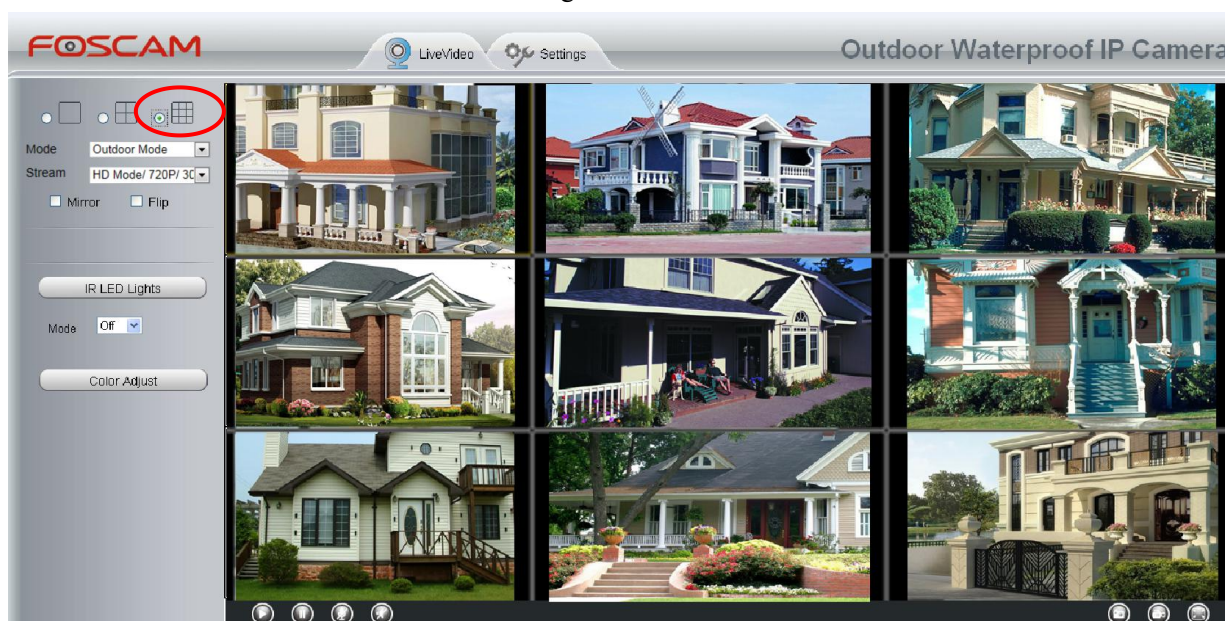 FOSCAM
LiveVideo
Settings
Outdoor Waterproof IP Camera
Mode
Outdoor Mode
Stream
HD Mode/ 720P/ 30
Mirror
Flip
IR LED Lights
Mode
Off
Color Adjust